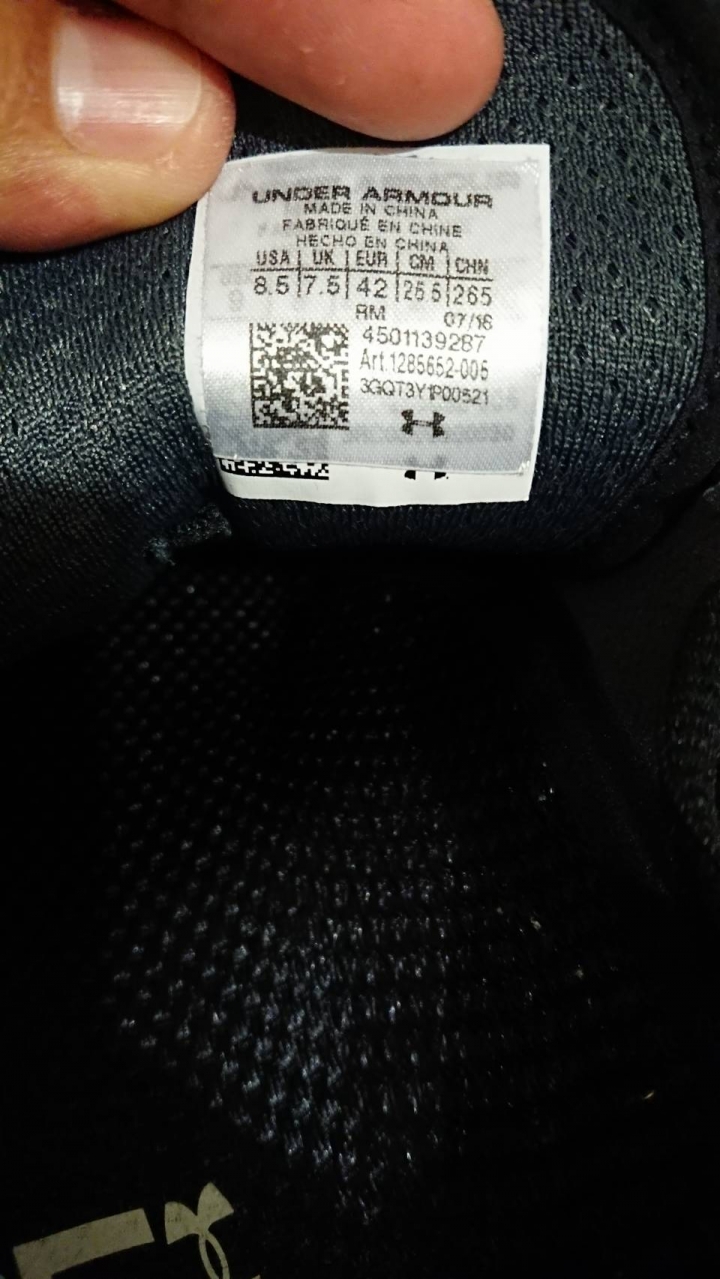 UNDER ARMOUR
MADE IN CHINA
FABRIQUÉ EN CHINE
HECHO EN CHINA
USA | UK | EUR | CM | CHN
8.5 | 7.5 | 42 | 26.5 | 265
RM 07/16
4501139287
Art.1285652-005
3GQT3Y1P00521